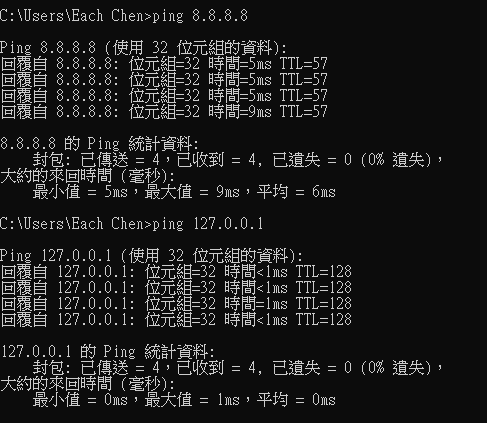 C:\Users\Each Chen>ping 8.8.8.8
Ping 8.8.8.8 (使用 32 位元組的資料):
回覆自 8.8.8.8: 位元組=32 時間=5ms TTL=57
回覆自 8.8.8.8: 位元組=32 時間=5ms TTL=57
回覆自 8.8.8.8: 位元組=32 時間=5ms TTL=57
回覆自 8.8.8.8: 位元組=32 時間=9ms TTL=57
8.8.8.8 的 Ping 統計資料:
封包: 已傳送 = 4，已收到 = 4, 已遺失 = 0 (0% 遺失)，
大約的來回時間 (毫秒):
最小值 = 5ms，最大值 = 9ms，平均 = 6ms
C:\Users\Each Chen>ping 127.0.0.1
Ping 127.0.0.1 (使用 32 位元組的資料):
回覆自 127.0.0.1: 位元組=32 時間<1ms TTL=128
回覆自 127.0.0.1: 位元組=32 時間<1ms TTL=128
回覆自 127.0.0.1: 位元組=32 時間=1ms TTL=128
回覆自 127.0.0.1: 位元組=32 時間<1ms TTL=128
127.0.0.1 的 Ping 統計資料:
封包: 已傳送 = 4，已收到 = 4, 已遺失 = 0 (0% 遺失)，
大約的來回時間 (毫秒):
最小值 = 0ms，最大值 = 1ms，平均 = 0ms